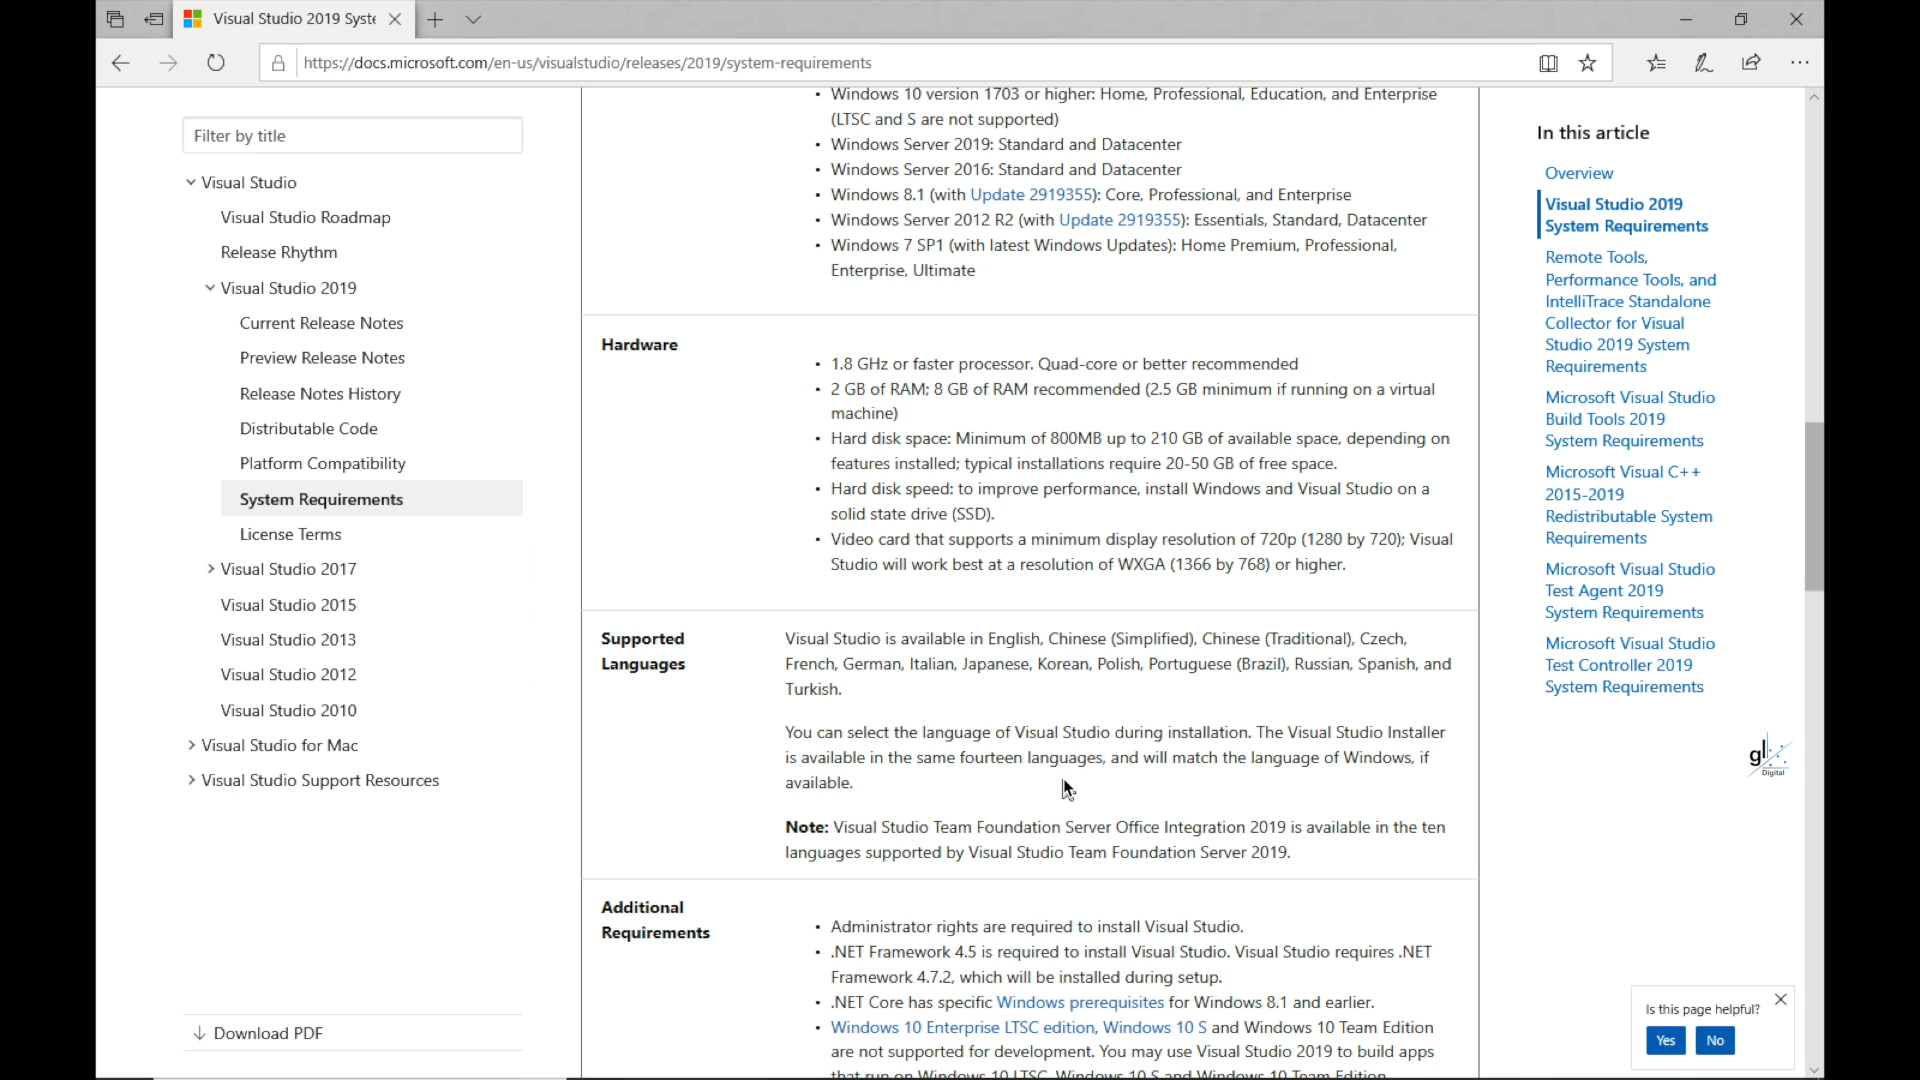 Visual Studio 2019 Syste
https://docs.microsoft.com/en-us/visualstudio/releases/2019/system-requirements
Filter by title
Visual Studio
Visual Studio Roadmap
Release Rhythm
Visual Studio 2019
Current Release Notes
Preview Release Notes
Release Notes History
Distributable Code
Platform Compatibility
System Requirements
License Terms
Visual Studio 2017
Visual Studio 2015
Visual Studio 2013
Visual Studio 2012
Visual Studio 2010
Visual Studio for Mac
Visual Studio Support Resources
Download PDF
• Windows 10 version 1703 or higher: Home, Professional, Education, and Enterprise
(LTSC and S are not supported)
• Windows Server 2019: Standard and Datacenter
• Windows Server 2016: Standard and Datacenter
• Windows 8.1 (with Update 2919355): Core, Professional, and Enterprise
• Windows Server 2012 R2 (with Update 2919355): Essentials, Standard, Datacenter
• Windows 7 SP1 (with latest Windows Updates): Home Premium, Professional,
Enterprise, Ultimate
Hardware
• 1.8 GHz or faster processor. Quad-core or better recommended
• 2 GB of RAM; 8 GB of RAM recommended (2.5 GB minimum if running on a virtual
machine)
• Hard disk space: Minimum of 800MB up to 210 GB of available space, depending on
features installed; typical installations require 20-50 GB of free space.
• Hard disk speed: to improve performance, install Windows and Visual Studio on a
solid state drive (SSD).
• Video card that supports a minimum display resolution of 720p (1280 by 720); Visual
Studio will work best at a resolution of WXGA (1366 by 768) or higher.
Supported
Languages
Visual Studio is available in English, Chinese (Simplified), Chinese (Traditional), Czech,
French, German, Italian, Japanese, Korean, Polish, Portuguese (Brazil), Russian, Spanish, and
Turkish.
You can select the language of Visual Studio during installation. The Visual Studio Installer
is available in the same fourteen languages, and will match the language of Windows, if
available.
Note: Visual Studio Team Foundation Server Office Integration 2019 is available in the ten
languages supported by Visual Studio Team Foundation Server 2019.
Additional
Requirements
• Administrator rights are required to install Visual Studio.
• .NET Framework 4.5 is required to install Visual Studio. Visual Studio requires .NET
Framework 4.7.2, which will be installed during setup.
• .NET Core has specific Windows prerequisites for Windows 8.1 and earlier.
• Windows 10 Enterprise LTSC edition, Windows 10 S and Windows 10 Team Edition
are not supported for development. You may use Visual Studio 2019 to build apps
that run on Windows 10 LTSC, Windows 10 S and Windows 10 Team Edition
In this article
Overview
Visual Studio 2019
System Requirements
Remote Tools,
Performance Tools, and
IntelliTrace Standalone
Collector for Visual
Studio 2019 System
Requirements
Microsoft Visual Studio
Build Tools 2019
System Requirements
Microsoft Visual C++
2015-2019
Redistributable System
Requirements
Microsoft Visual Studio
Test Agent 2019
System Requirements
Microsoft Visual Studio
Test Controller 2019
System Requirements
gl
Digital
Is this page helpful?
Yes
No